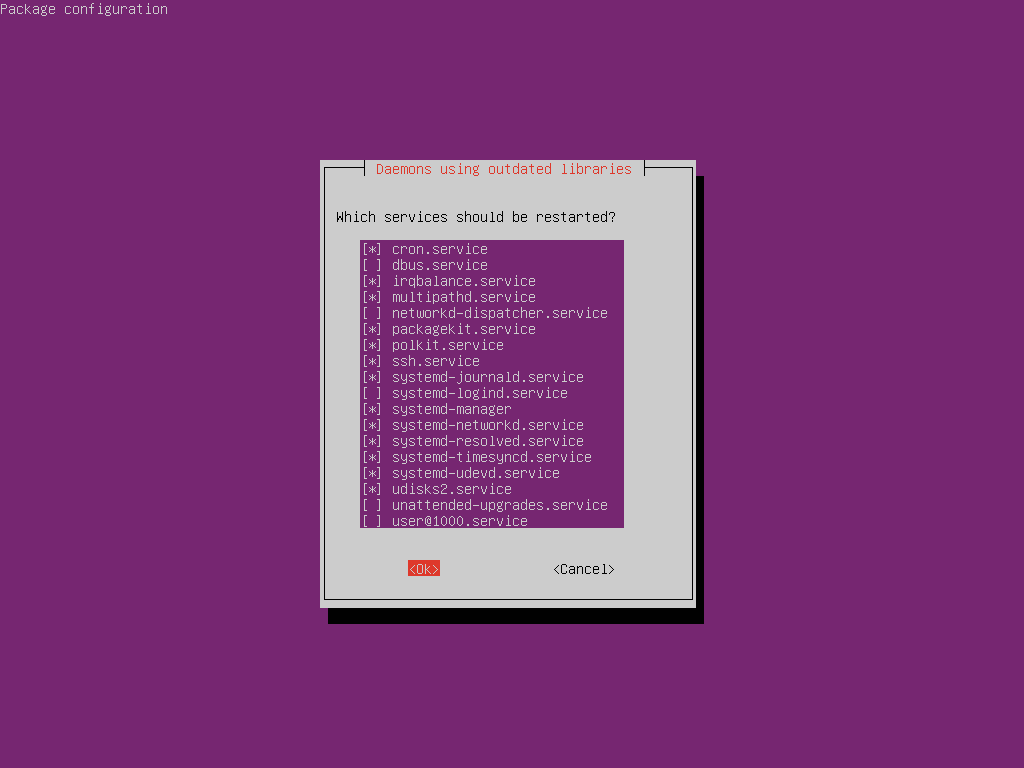 Package configuration
Daemons using outdated libraries
Which services should be restarted?
[*] cron.service
[ ] dbus.service
[*] irqbalance.service
[*] multipathd.service
[ ] networkd-dispatcher.service
[*] packagekit.service
[*] polkit.service
[*] ssh.service
[*] systemd-journald.service
[ ] systemd-logind.service
[*] systemd-manager
[*] systemd-networkd.service
[*] systemd-resolved.service
[*] systemd-timesyncd.service
[*] systemd-udevd.service
[*] udisks2.service
[ ] unattended-upgrades.service
[ ] user@1000.service
<Ok> <Cancel>